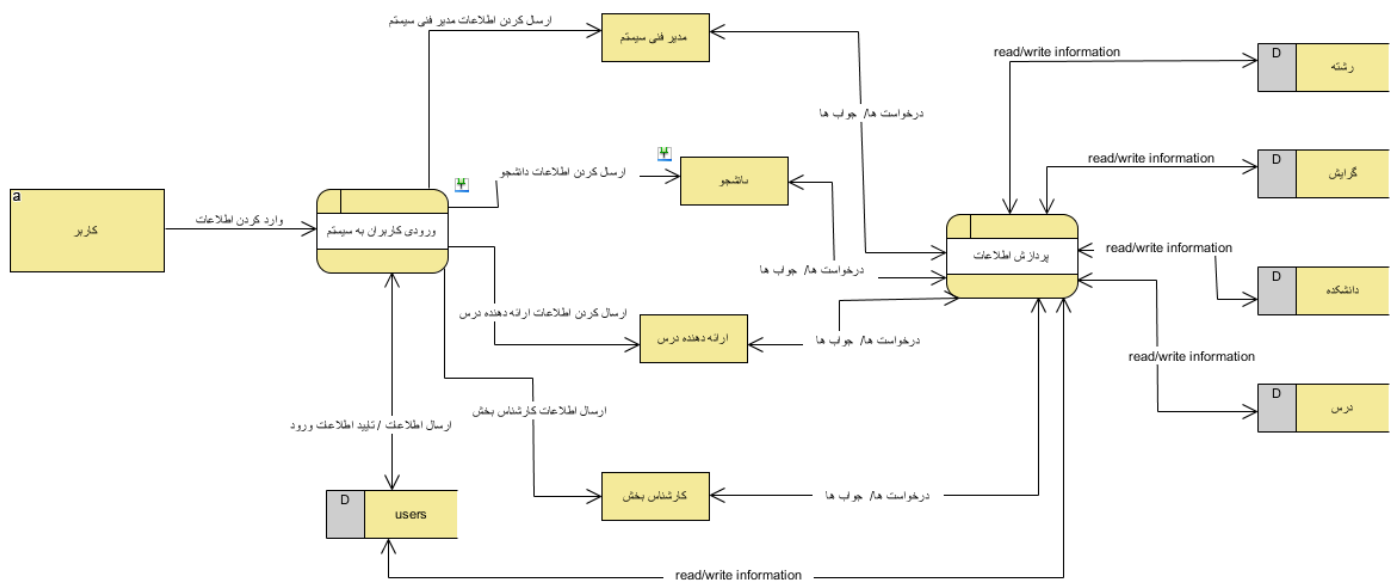 ارسال کردن اطلاعات مدیر فنی سیستم
مدیر فنی سیستم
read/write information
D
رشته
درخواست ها/ جواب ها
read/write information
D
گرایش
ارسال کردن اطلاعات دانشجو
دانشجو
a
کاربر
وارد کردن اطلاعات
ورودی کاربران به سیستم
پردازش اطلاعات
read/write information
D
دانشکده
درخواست ها/ جواب ها
ارسال کردن اطلاعات ارائه دهنده درس
ارائه دهنده درس
درخواست ها/ جواب ها
read/write information
D
درس
ارسال اطلاعات کارشناس بخش
ارسال اطلاعات / تایید اطلاعات ورود
کارشناس بخش
درخواست ها/ جواب ها
D
users
read/write information